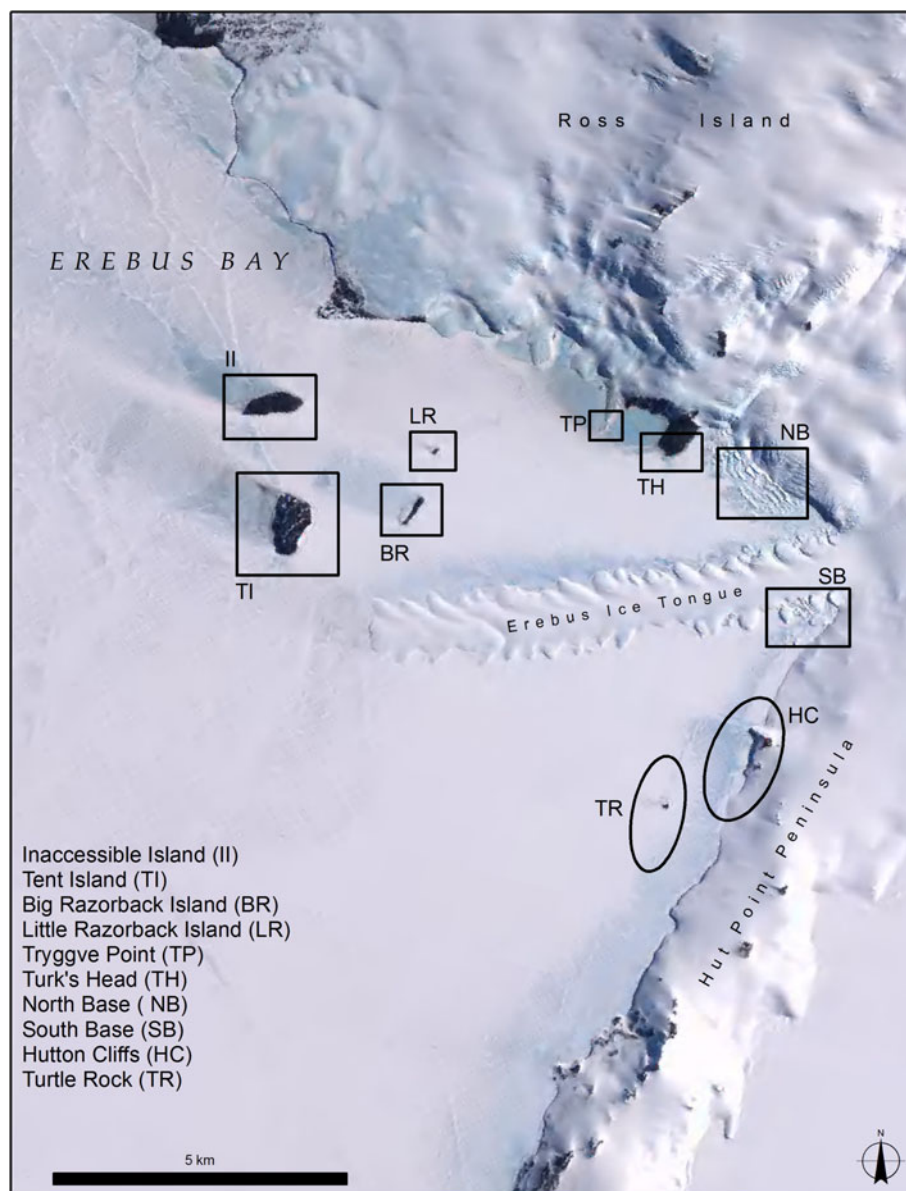 Ross Island
EREBUS BAY
II
LR
TP
NB
TH
BR
TI
SB
Erebus Ice Tongue
HC
TR
Hut Point Peninsula
Inaccessible Island (II)
Tent Island (TI)
Big Razorback Island (BR)
Little Razorback Island (LR)
Tryggve Point (TP)
Turk's Head (TH)
North Base ( NB)
South Base (SB)
Hutton Cliffs (HC)
Turtle Rock (TR)
5 km
N